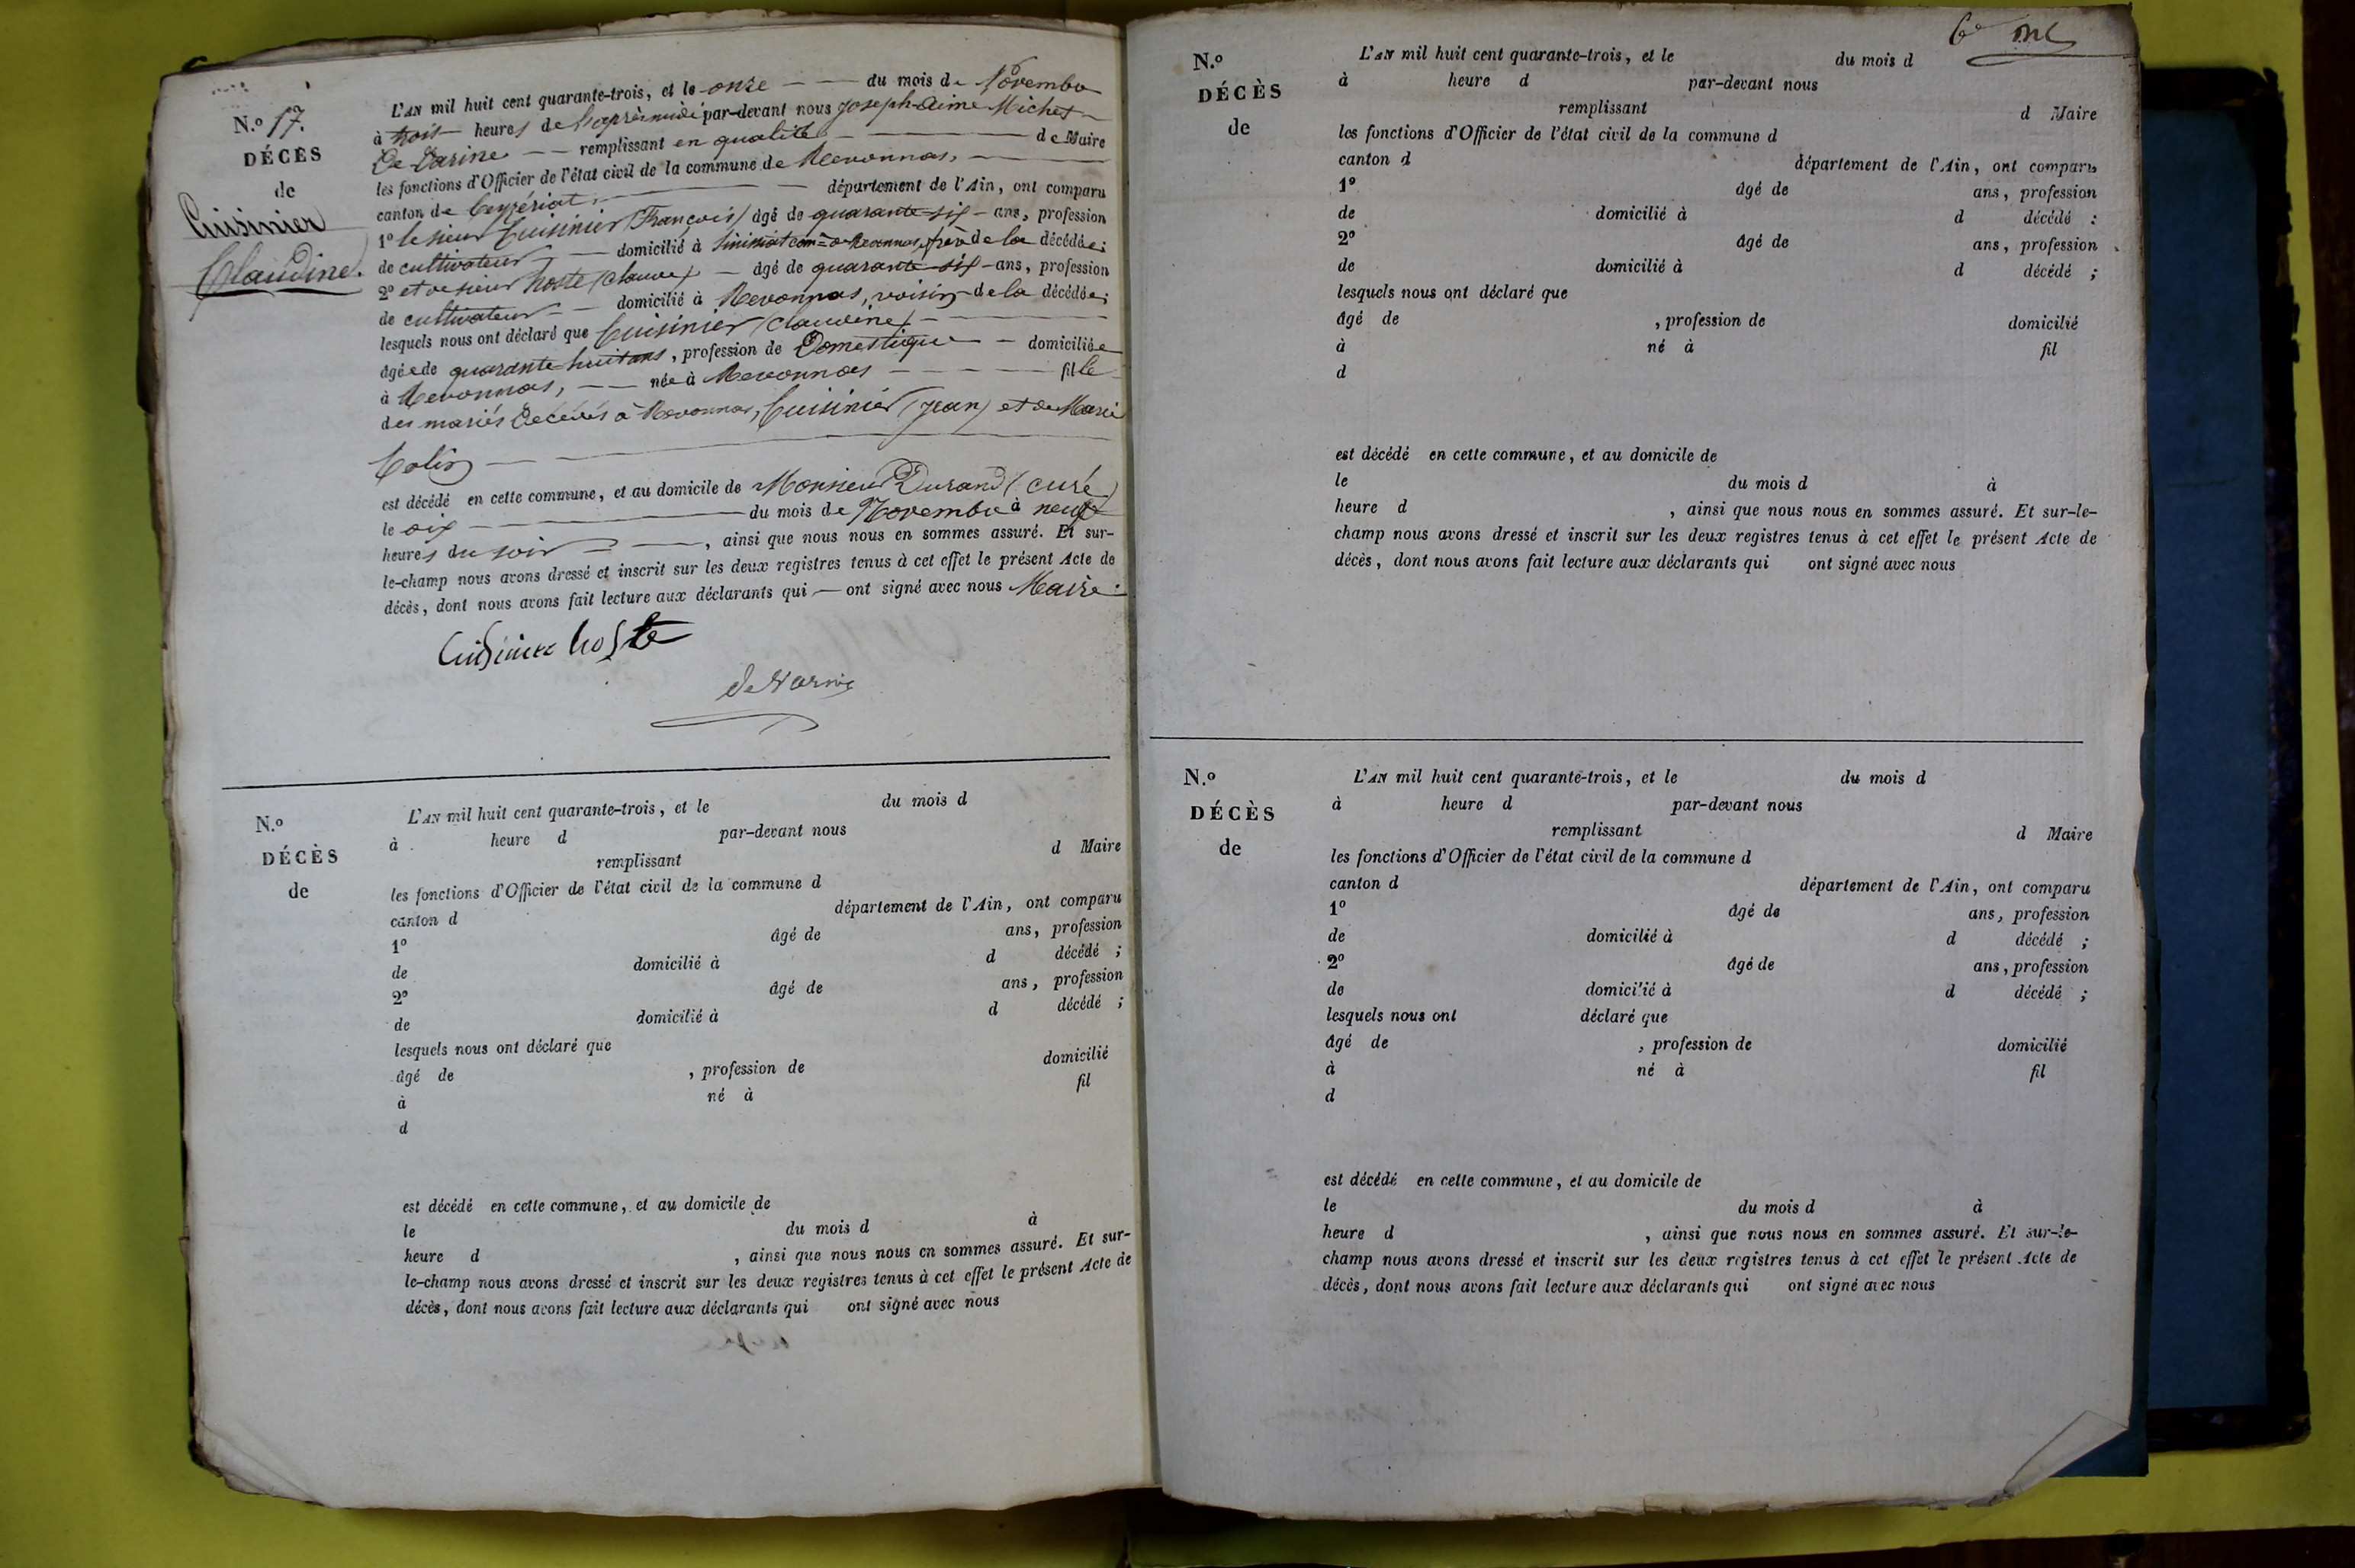 N.º 17.
DÉCÈS
de
Cuisinier
Claudine.
L'AN mil huit cent quarante-trois, et le onze — du mois de Novembre
à trois heures de l'après midi par-devant nous Joseph-Aimé Michet
de Varine — remplissant en qualité — de Maire
les fonctions d'Officier de l'état civil de la commune de Revonnas, —
canton de Ceyzériat, — département de l'Ain, ont comparu
1º le sieur Cuisinier (François) âgé de quarante-six — ans, profession
de cultivateur, — domicilié à de Revonnas, frère de la décédée;
2º et le sieur hoste (Claude) — âgé de quarante-six — ans, profession
de cultivateur — domicilié à Revonnas, voisin de la décédée;
lesquels nous ont déclaré que Cuisinier (Claudine) —
âgée de quarante-huit ans, profession de Domestique — domiciliée
à Revonnas, — née à Revonnas — fille
des mariés décédés à Revonnas, Cuisinier (Jean) et de Marie
Colin —
est décédé en cette commune, et au domicile de Monsieur Durand (curé)
le dix — du mois de Novembre à neuf
heures du soir —, ainsi que nous nous en sommes assuré. Et sur-
le-champ nous avons dressé et inscrit sur les deux registres tenus à cet effet le présent Acte de
décès, dont nous avons fait lecture aux déclarants qui — ont signé avec nous Maire.
Cuisinier hoste
de Varine
N.º
DÉCÈS
de
L'AN mil huit cent quarante-trois, et le du mois d
à heure d par-devant nous
remplissant d Maire
les fonctions d'Officier de l'état civil de la commune d
canton d département de l'Ain, ont comparu
1º âgé de ans, profession
de domicilié à d décédé ;
2º âgé de ans, profession
de domicilié à d décédé ;
lesquels nous ont déclaré que
âgé de , profession de domicilié
à né à fil
d
est décédé en cette commune, et au domicile de
le du mois d à
heure d , ainsi que nous nous en sommes assuré. Et sur-
le-champ nous avons dressé et inscrit sur les deux registres tenus à cet effet le présent Acte de
décès, dont nous avons fait lecture aux déclarants qui ont signé avec nous
N.º
DÉCÈS
de
L'AN mil huit cent quarante-trois, et le du mois d
à heure d par-devant nous
remplissant d Maire
les fonctions d'Officier de l'état civil de la commune d
canton d département de l'Ain, ont comparu
1º âgé de ans, profession
de domicilié à d décédé :
2º âgé de ans, profession
de domicilié à d décédé ;
lesquels nous ont déclaré que
âgé de , profession de domicilié
à né à fil
d
est décédé en cette commune, et au domicile de
le du mois d à
heure d , ainsi que nous nous en sommes assuré. Et sur-le-
champ nous avons dressé et inscrit sur les deux registres tenus à cet effet le présent Acte de
décès, dont nous avons fait lecture aux déclarants qui ont signé avec nous
N.º
DÉCÈS
de
L'AN mil huit cent quarante-trois, et le du mois d
à heure d par-devant nous
remplissant d Maire
les fonctions d'Officier de l'état civil de la commune d
canton d département de l'Ain, ont comparu
1º âgé de ans, profession
de domicilié à d décédé ;
2º âgé de ans, profession
de domicilié à d décédé ;
lesquels nous ont déclaré que
âgé de , profession de domicilié
à né à fil
d
est décédé en cette commune, et au domicile de
le du mois d à
heure d , ainsi que nous nous en sommes assuré. Et sur-le-
champ nous avons dressé et inscrit sur les deux registres tenus à cet effet le présent Acte de
décès, dont nous avons fait lecture aux déclarants qui ont signé avec nous